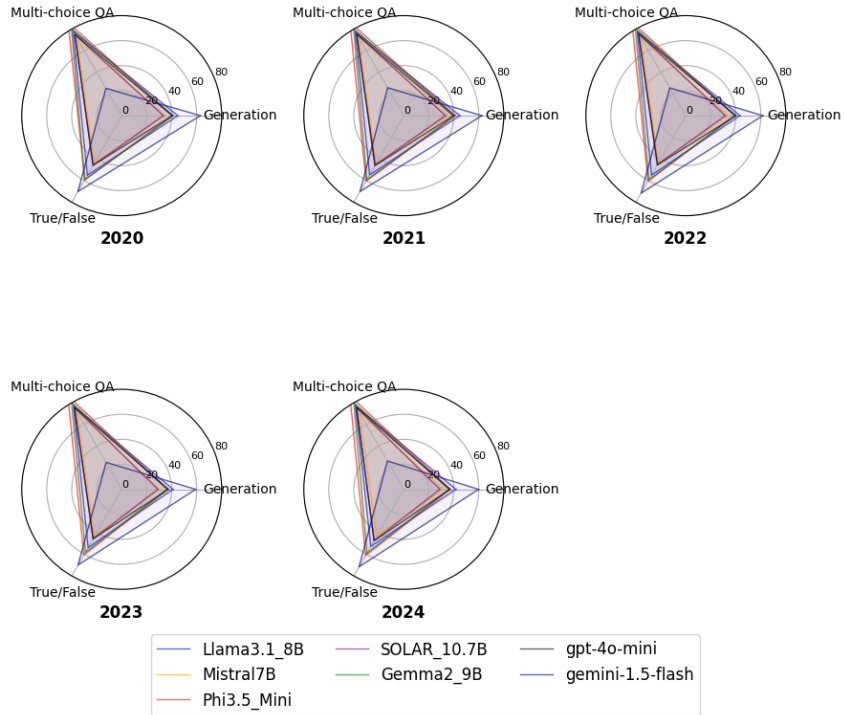 Multi-choice QA
80
60
40
20
0
Generation
True/False
2020
Multi-choice QA
80
60
40
20
0
Generation
True/False
2021
Multi-choice QA
80
60
40
20
0
Generation
True/False
2022
Multi-choice QA
80
60
40
20
0
Generation
True/False
2023
Multi-choice QA
80
60
40
20
0
Generation
True/False
2024
Llama3.1_8B
SOLAR_10.7B
gpt-4o-mini
Mistral7B
Gemma2_9B
gemini-1.5-flash
Phi3.5_Mini